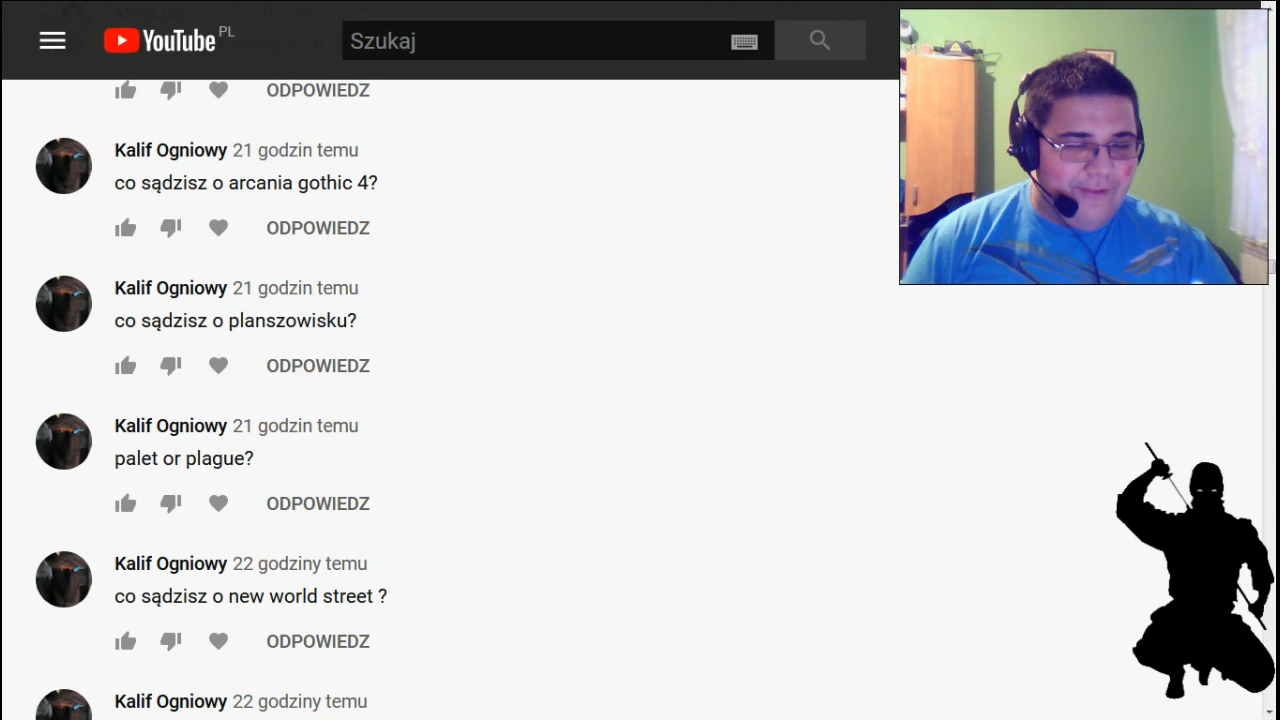 YouTube PL
Szukaj
ODPOWIEDZ
Kalif Ogniowy 21 godzin temu
co sądzisz o arcania gothic 4?
ODPOWIEDZ
Kalif Ogniowy 21 godzin temu
co sądzisz o planszowisku?
ODPOWIEDZ
Kalif Ogniowy 21 godzin temu
palet or plague?
ODPOWIEDZ
Kalif Ogniowy 22 godziny temu
co sądzisz o new world street ?
ODPOWIEDZ
Kalif Ogniowy 22 godziny temu